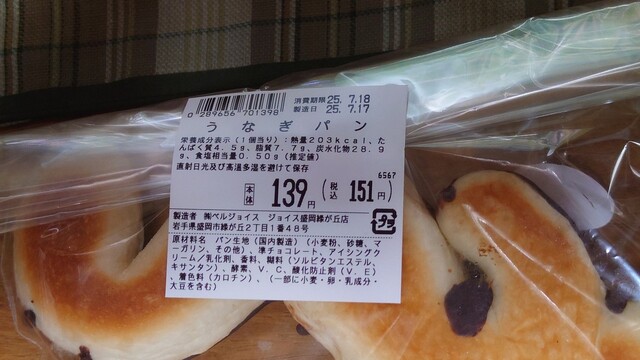 0 289656 701398
消費期限 25. 7.18
製造日 25. 7.17
うなぎパン
栄養成分表示(1個当り):熱量203kcal、た
んぱく質4.5g、脂質7.7g、炭水化物28.9
g、食塩相当量0.50g(推定値)
直射日光及び高温多湿を避けて保存
6567
本体 139円 (税込 151円)
製造者 ㈱ベルジョイス ジョイス盛岡緑が丘店
岩手県盛岡市緑が丘2丁目1番48号
プラ
原材料名 パン生地(国内製造)(小麦粉、砂糖、マ
ーガリン、その他)、準チョコレート、アイシングク
リーム/乳化剤、香料、糊料(ソルビタンエステル、
キサンタン)、酵素、V.C、酸化防止剤(V.E)
、着色料(カロチン)、(一部に小麦・卵・乳成分・
大豆を含む)